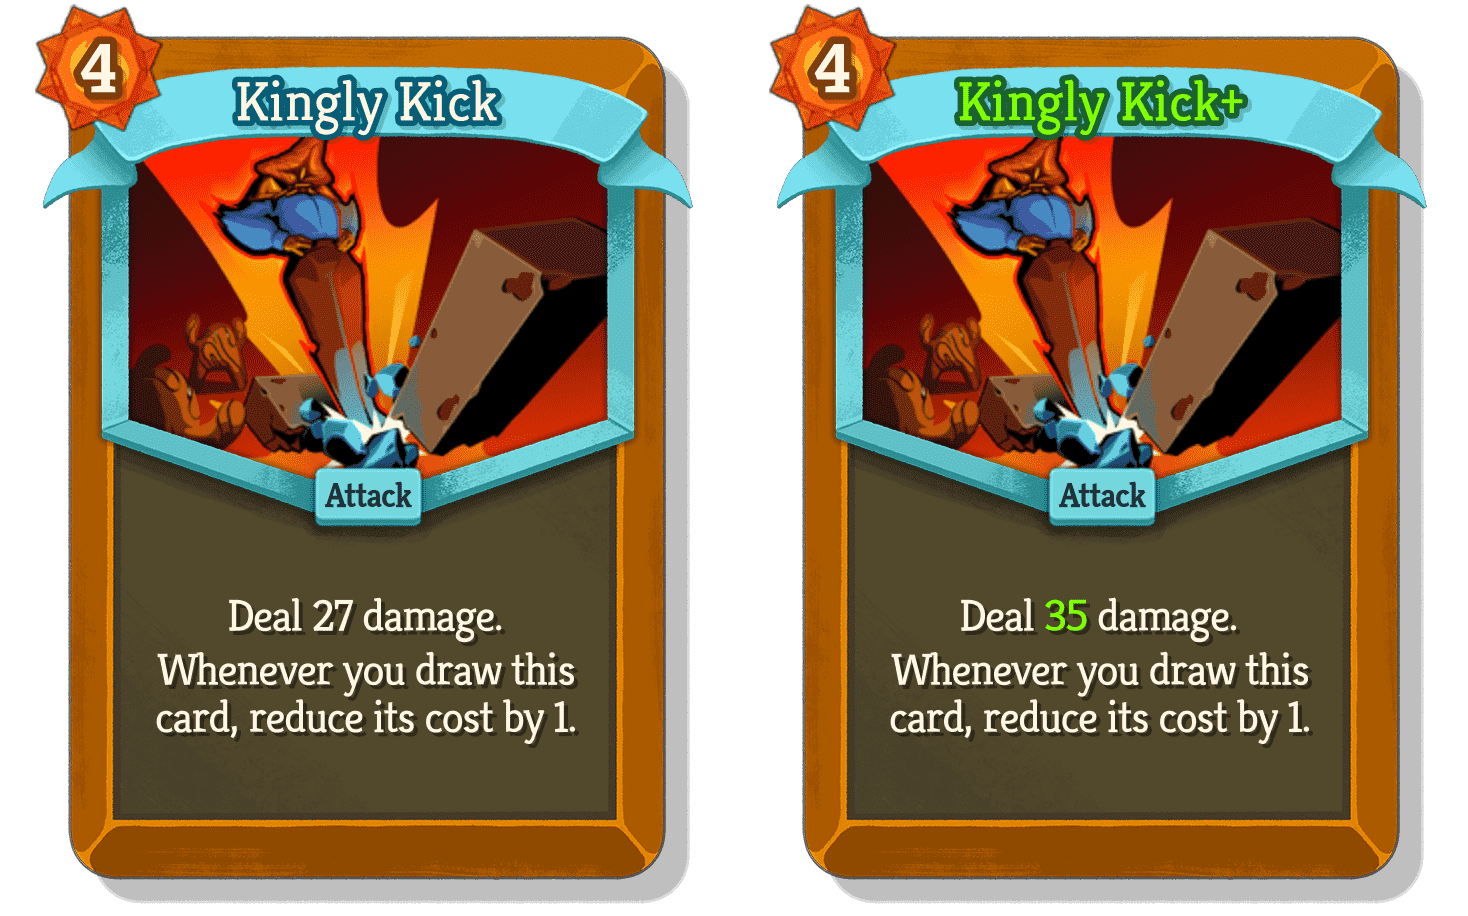 4
Kingly Kick
Attack
Deal 27 damage.
Whenever you draw this
card, reduce its cost by 1.
4
Kingly Kick+
Attack
Deal 35 damage.
Whenever you draw this
card, reduce its cost by 1.